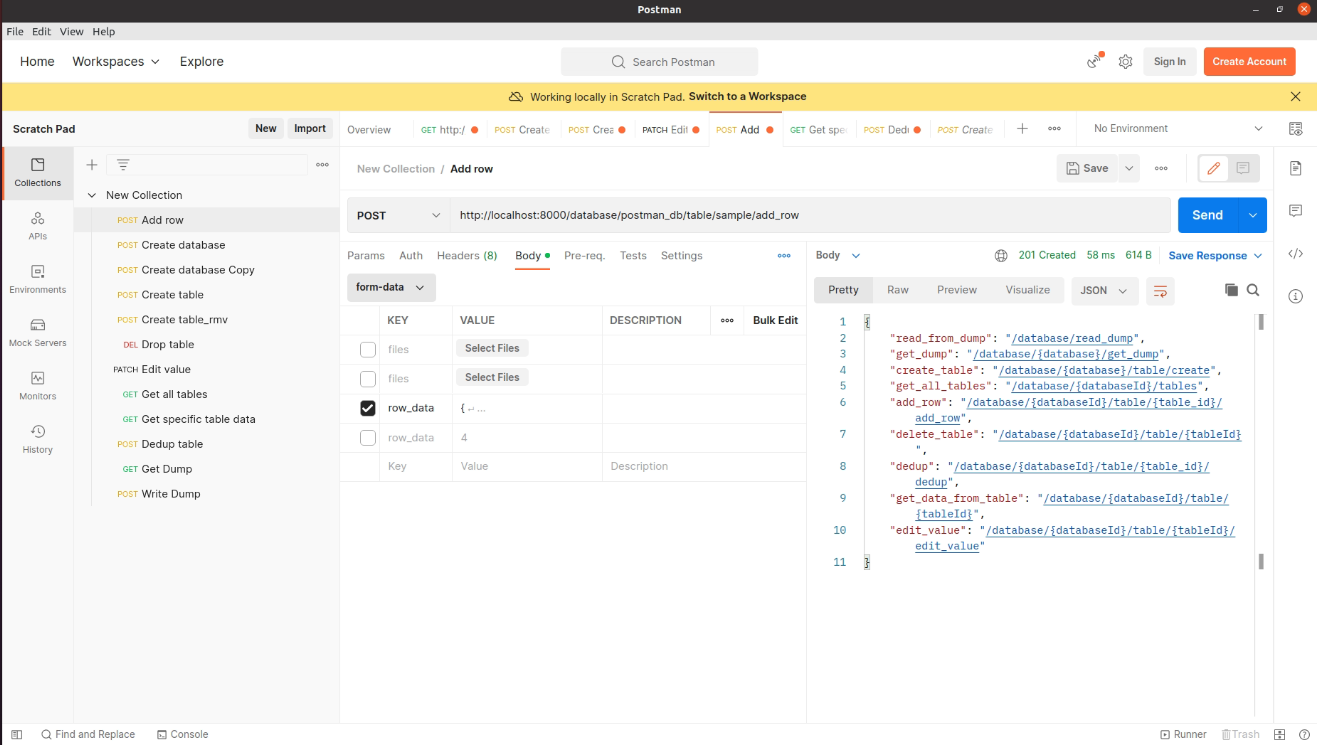 Postman
File Edit View Help
Home Workspaces Explore
Search Postman
Sign In
Create Account
Working locally in Scratch Pad. Switch to a Workspace
Scratch Pad
New
Import
Overview
GET http:/
POST Create
POST Crea
PATCH Edit
POST Add
GET Get spe
POST Ded
POST Create
No Environment
Collections
APIs
Environments
Mock Servers
Monitors
History
New Collection
POST Add row
POST Create database
POST Create database Copy
POST Create table
POST Create table_rmv
DEL Drop table
PATCH Edit value
GET Get all tables
GET Get specific table data
POST Dedup table
GET Get Dump
POST Write Dump
New Collection / Add row
Save
POST
http://localhost:8000/database/postman_db/table/sample/add_row
Send
Params Auth Headers (8) Body Pre-req. Tests Settings
form-data
KEY VALUE DESCRIPTION Bulk Edit
files Select Files
files Select Files
row_data { ↵ ...
row_data 4
Key Value Description
Body
201 Created 58 ms 614 B Save Response
Pretty Raw Preview Visualize JSON
1 {
2 "read_from_dump": "/database/read_dump",
3 "get_dump": "/database/{database}/get_dump",
4 "create_table": "/database/{database}/table/create",
5 "get_all_tables": "/database/{databaseId}/tables",
6 "add_row": "/database/{databaseId}/table/{table_id}/
add_row",
7 "delete_table": "/database/{databaseId}/table/{tableId}
",
8 "dedup": "/database/{databaseId}/table/{table_id}/
dedup",
9 "get_data_from_table": "/database/{databaseId}/table/
{tableId}",
10 "edit_value": "/database/{databaseId}/table/{tableId}/
edit_value"
11 }
Find and Replace
Console
Runner
Trash